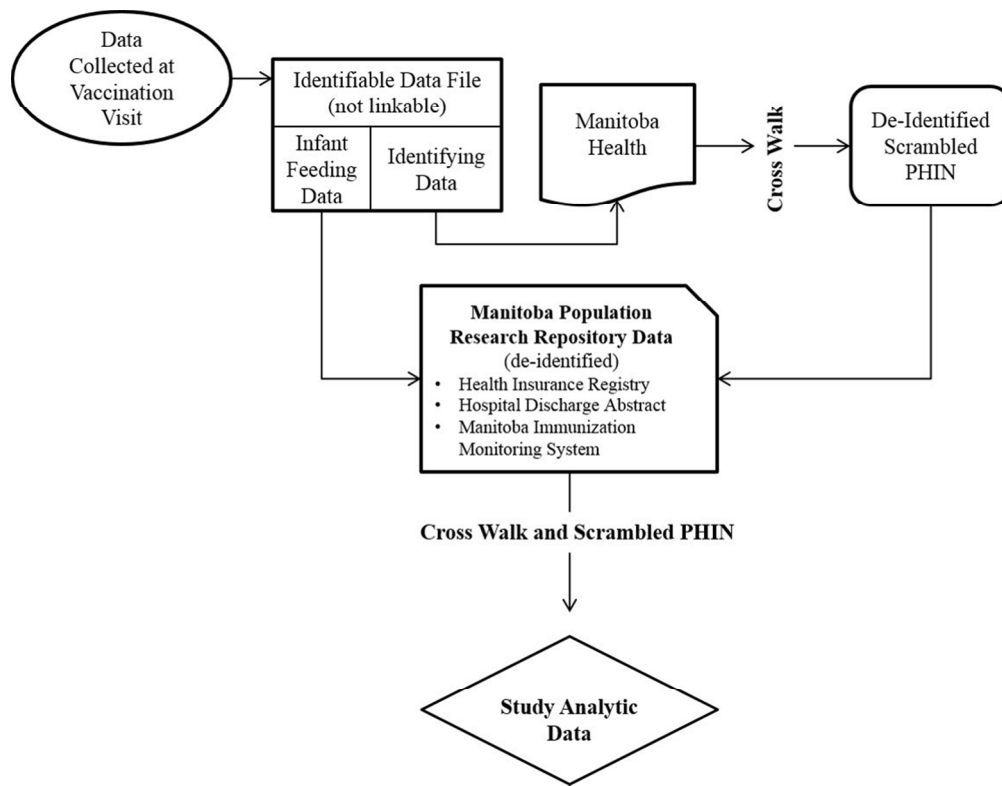 Data
Collected at
Vaccination
Visit
Identifiable Data File
(not linkable)
Infant
Feeding
Data
Identifying
Data
Manitoba
Health
Cross Walk
De-Identified
Scrambled
PHIN
Manitoba Population
Research Repository Data
(de-identified)
• Health Insurance Registry
• Hospital Discharge Abstract
• Manitoba Immunization
Monitoring System
Cross Walk and Scrambled PHIN
Study Analytic
Data